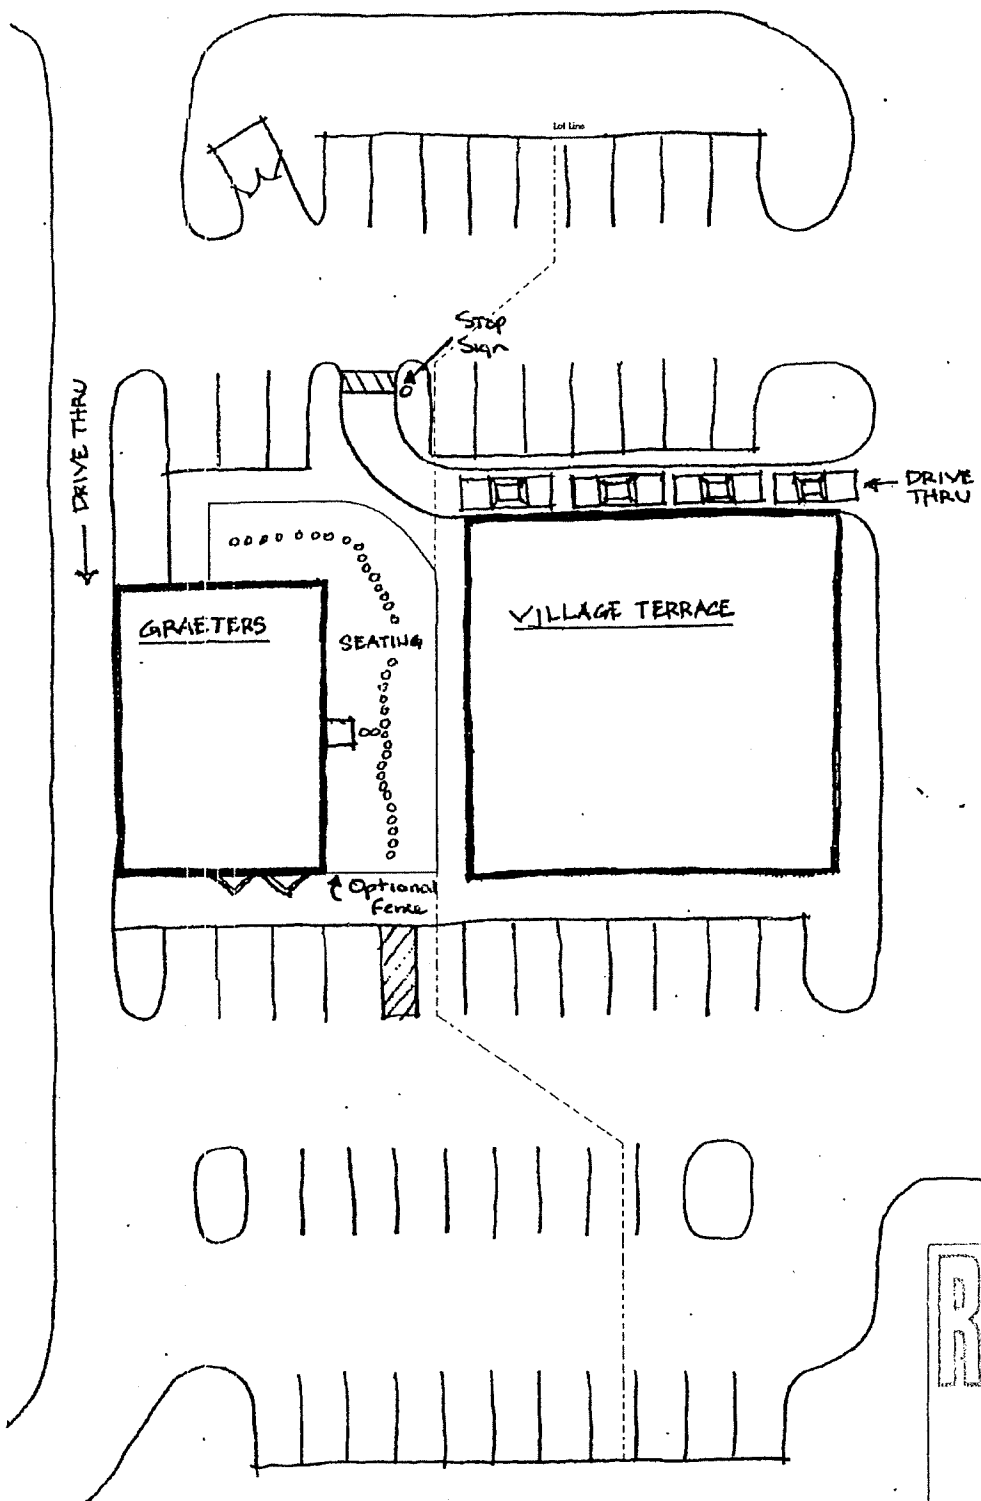 Lot Line
Stop
Sign
DRIVE THRU
DRIVE
THRU
GRAETERS
VILLAGE TERRACE
SEATING
Optional
Fence
R